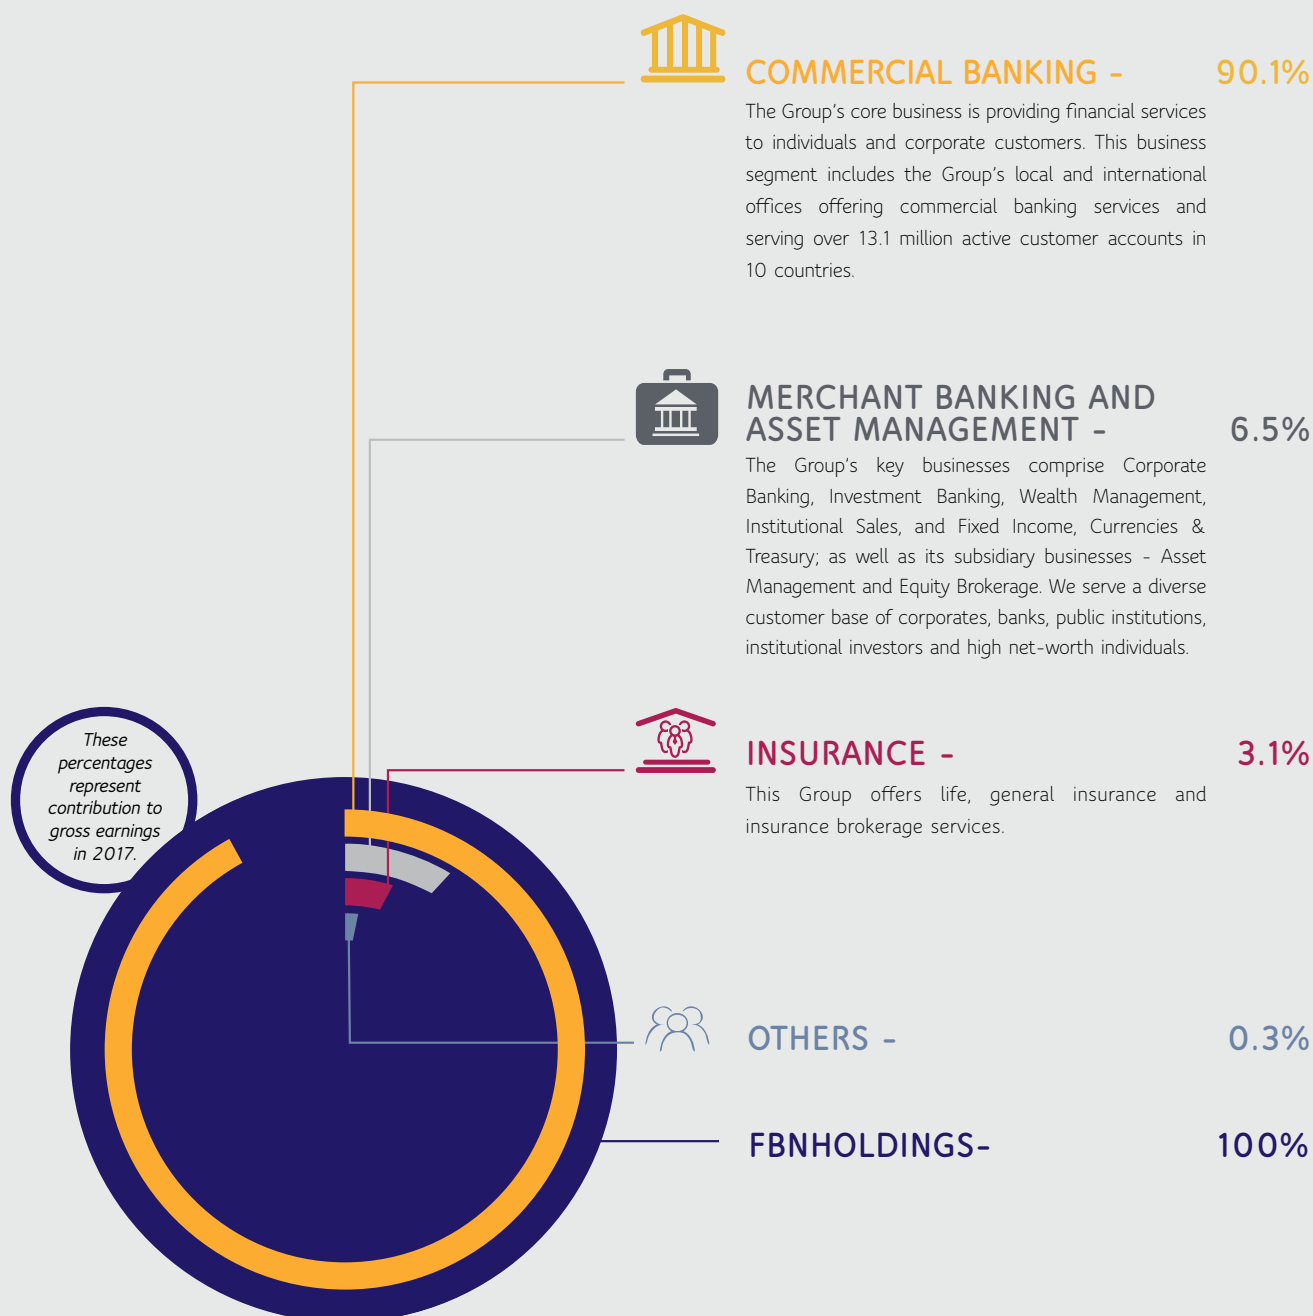 COMMERCIAL BANKING - 90.1%
The Group's core business is providing financial services
to individuals and corporate customers. This business
segment includes the Group's local and international
offices offering commercial banking services and
serving over 13.1 million active customer accounts in
10 countries.
MERCHANT BANKING AND
ASSET MANAGEMENT - 6.5%
The Group's key businesses comprise Corporate
Banking, Investment Banking, Wealth Management,
Institutional Sales, and Fixed Income, Currencies &
Treasury; as well as its subsidiary businesses - Asset
Management and Equity Brokerage. We serve a diverse
customer base of corporates, banks, public institutions,
institutional investors and high net-worth individuals.
These
percentages
represent
contribution to
gross earnings
in 2017.
INSURANCE - 3.1%
This Group offers life, general insurance and
insurance brokerage services.
OTHERS - 0.3%
FBNHOLDINGS- 100%